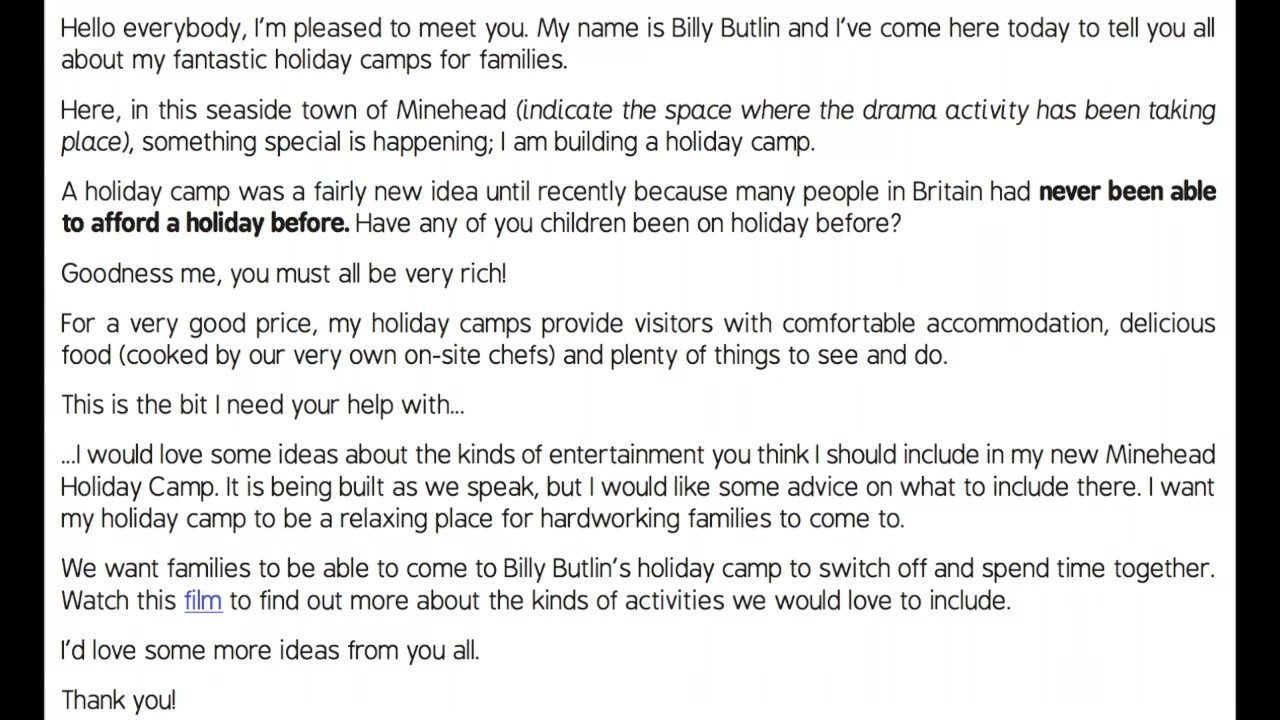 Hello everybody, I'm pleased to meet you. My name is Billy Butlin and I've come here today to tell you all
about my fantastic holiday camps for families.
Here, in this seaside town of Minehead (indicate the space where the drama activity has been taking
place), something special is happening; I am building a holiday camp.
A holiday camp was a fairly new idea until recently because many people in Britain had never been able
to afford a holiday before. Have any of you children been on holiday before?
Goodness me, you must all be very rich!
For a very good price, my holiday camps provide visitors with comfortable accommodation, delicious
food (cooked by our very own on-site chefs) and plenty of things to see and do.
This is the bit I need your help with...
...I would love some ideas about the kinds of entertainment you think I should include in my new Minehead
Holiday Camp. It is being built as we speak, but I would like some advice on what to include there. I want
my holiday camp to be a relaxing place for hardworking families to come to.
We want families to be able to come to Billy Butlin's holiday camp to switch off and spend time together.
Watch this film to find out more about the kinds of activities we would love to include.
I'd love some more ideas from you all.
Thank you!